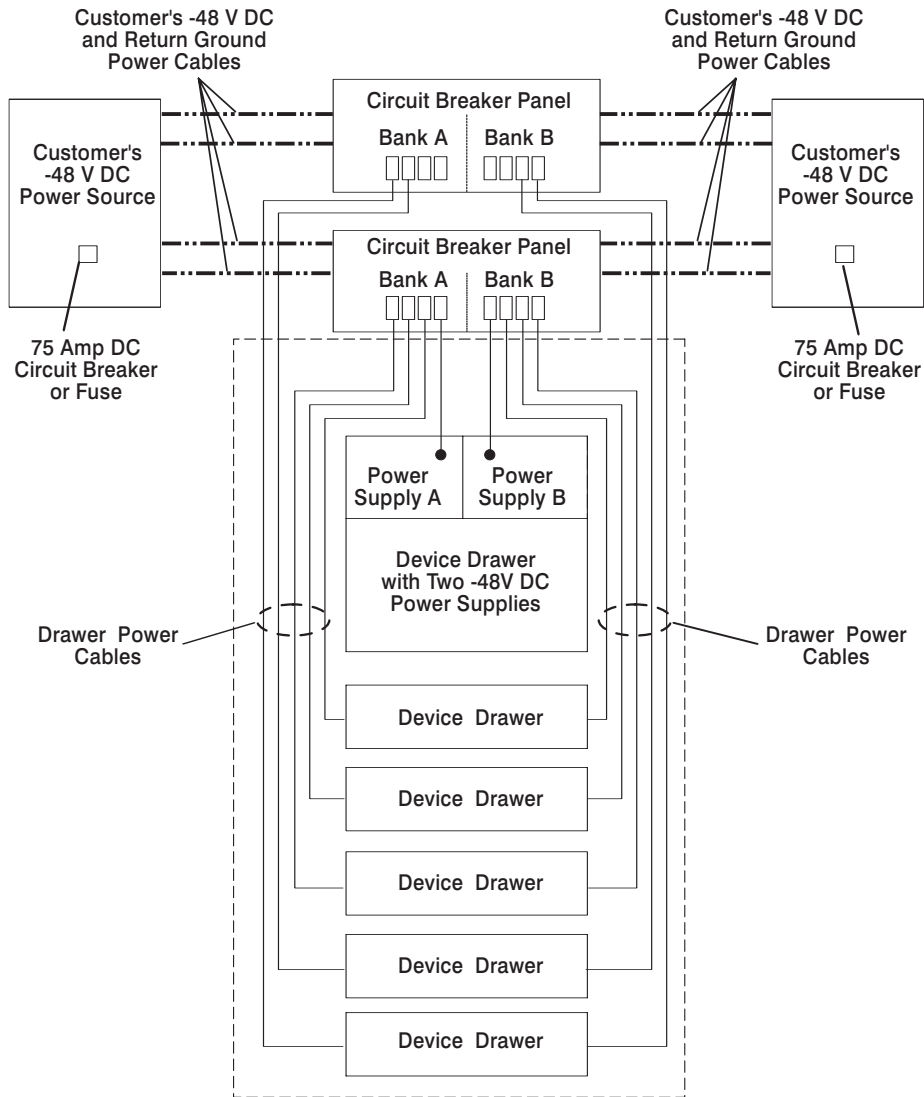 Customer's -48 V DC
and Return Ground
Power Cables
Customer's -48 V DC
and Return Ground
Power Cables
Circuit Breaker Panel
Bank A
Bank B
Customer's
-48 V DC
Power Source
Customer's
-48 V DC
Power Source
Circuit Breaker Panel
Bank A
Bank B
75 Amp DC
Circuit Breaker
or Fuse
75 Amp DC
Circuit Breaker
or Fuse
Power
Supply A
Power
Supply B
Device Drawer
with Two -48V DC
Power Supplies
Drawer Power
Cables
Drawer Power
Cables
Device Drawer
Device Drawer
Device Drawer
Device Drawer
Device Drawer